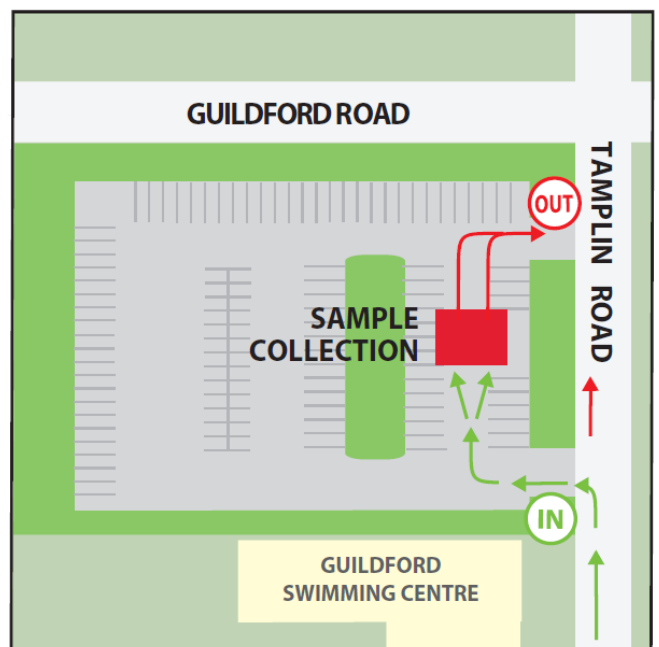 GUILDFORD ROAD
TAMPLIN ROAD
OUT
SAMPLE
COLLECTION
IN
GUILDFORD
SWIMMING CENTRE